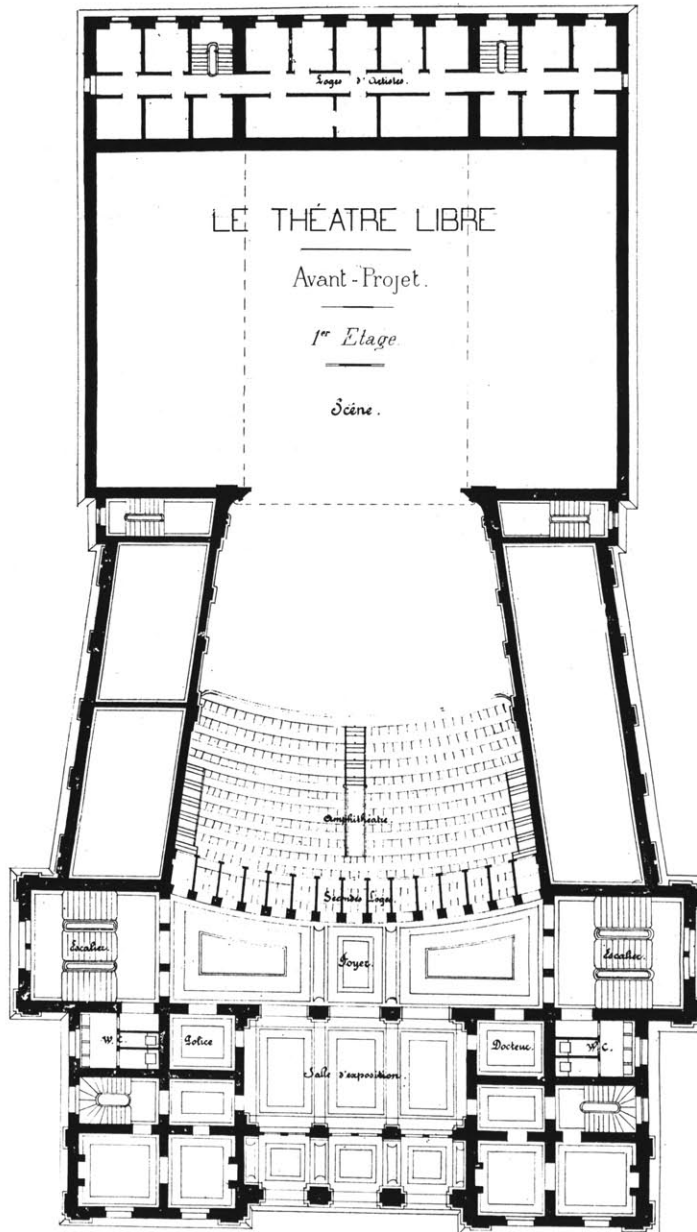 Loges d'Artistes.
LE THÉATRE LIBRE
Avant-Projet.
1er Etage.
Scène.
Amphithéatre
Secondes Loges
Escalier.
Foyer.
Escalier.
W.C.
Police
Docteur.
W.C.
Salle d'exposition.